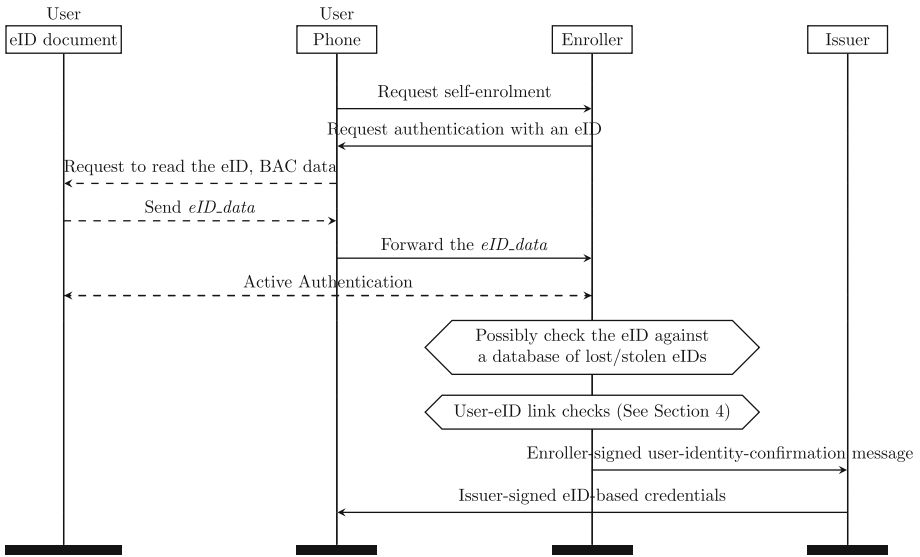 User
User
eID document
Phone
Enroller
Issuer
Request self-enrolment
Request authentication with an eID
Request to read the eID, BAC data
Send eID_data
Forward the eID_data
Active Authentication
Possibly check the eID against
a database of lost/stolen eIDs
User-eID link checks (See Section 4)
Enroller-signed user-identity-confirmation message
Issuer-signed eID-based credentials